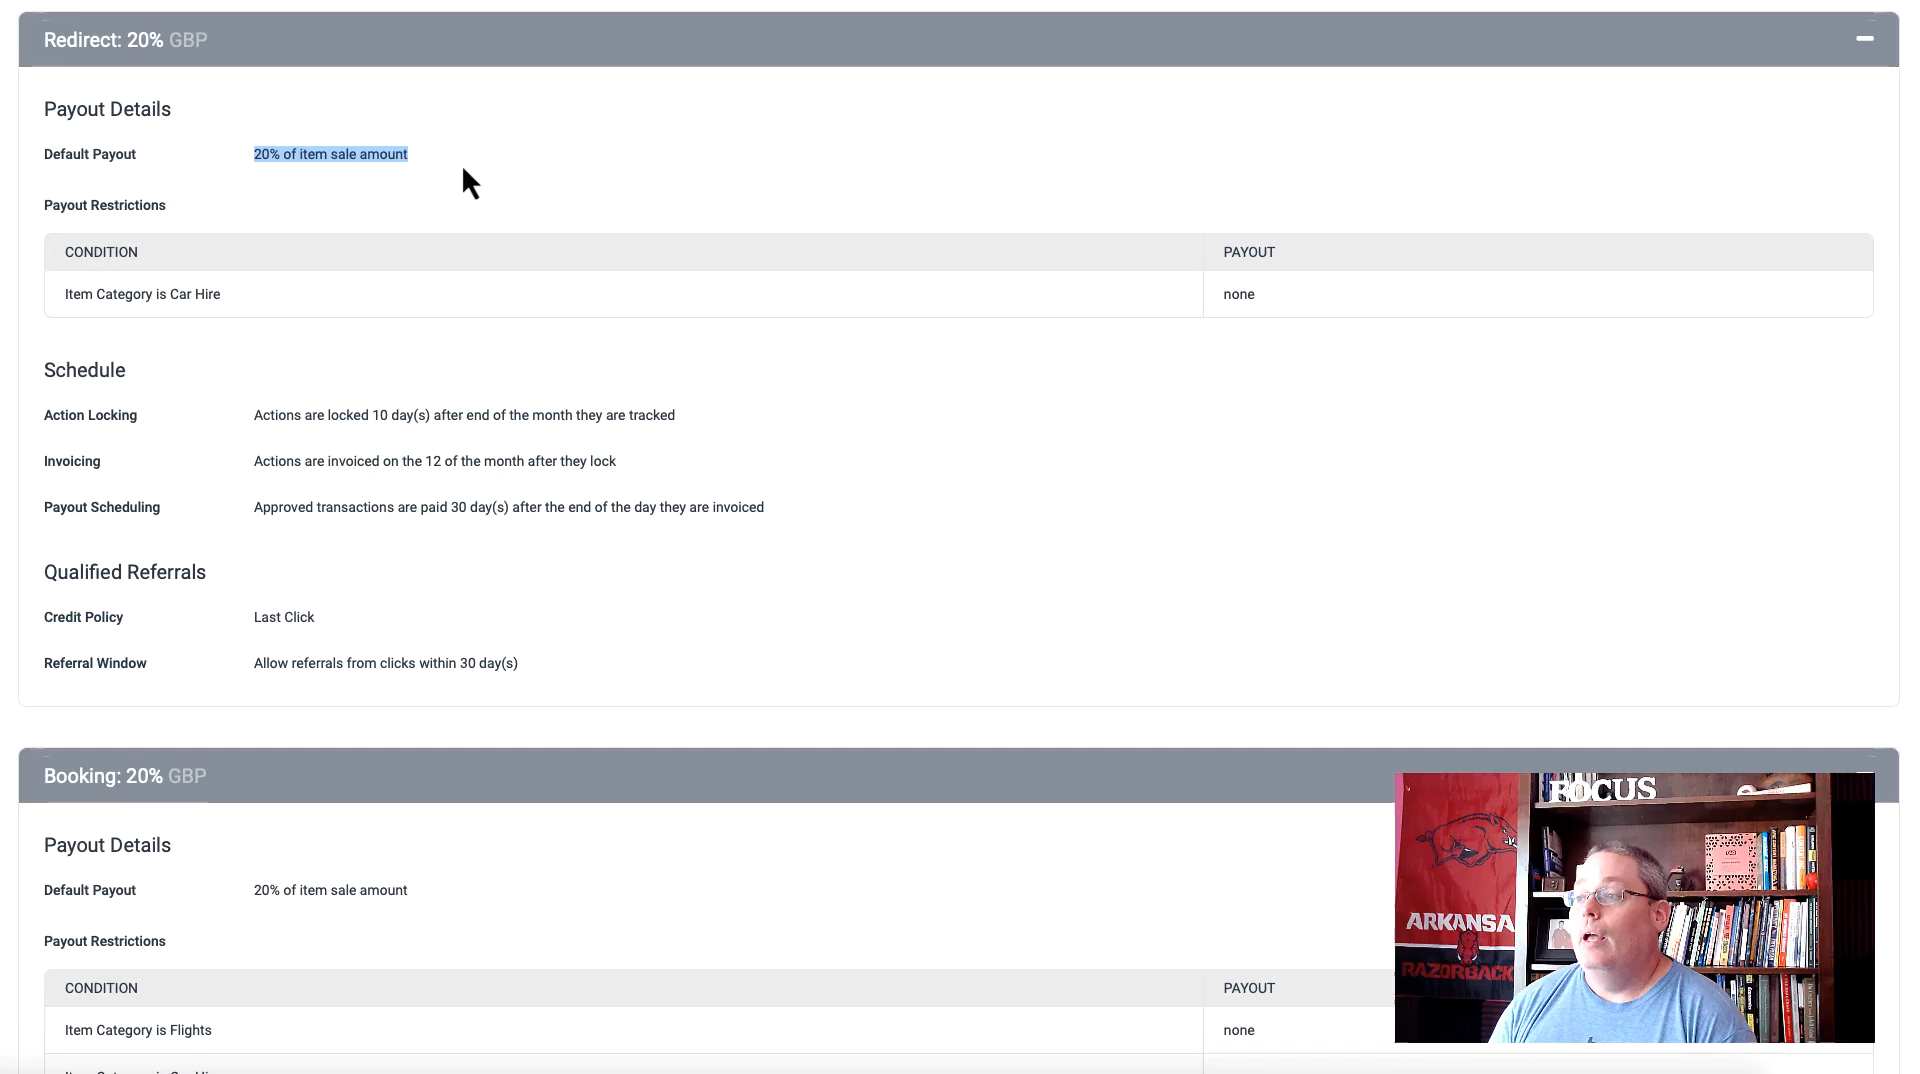 Redirect: 20% GBP
Payout Details
Default Payout 20% of item sale amount
Payout Restrictions
CONDITION PAYOUT
Item Category is Car Hire none
Schedule
Action Locking Actions are locked 10 day(s) after end of the month they are tracked
Invoicing Actions are invoiced on the 12 of the month after they lock
Payout Scheduling Approved transactions are paid 30 day(s) after the end of the day they are invoiced
Qualified Referrals
Credit Policy Last Click
Referral Window Allow referrals from clicks within 30 day(s)
Booking: 20% GBP
Payout Details
Default Payout 20% of item sale amount
Payout Restrictions
CONDITION PAYOUT
Item Category is Flights none
FOCUS
ARKANSA
RAZORBACK